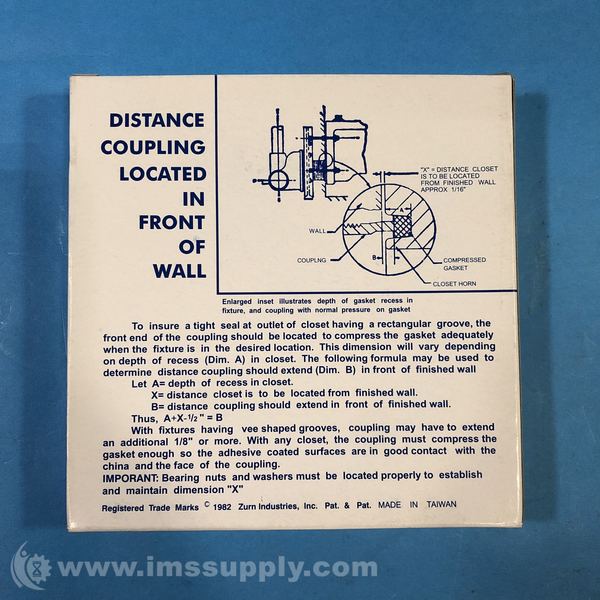 DISTANCE
COUPLING
LOCATED
IN
FRONT
OF
WALL
"X" = DISTANCE CLOSET
IS TO BE LOCATED
FROM FINISHED WALL
APPROX 1/16"
A
WALL
COUPLNG
B
COMPRESSED
GASKET
CLOSET HORN
Enlarged inset illustrates depth of gasket recess in
fixture, and coupling with normal pressure on gasket
To insure a tight seal at outlet of closet having a rectangular groove, the
front end of the coupling should be located to compress the gasket adequately
when the fixture is in the desired location. This dimension will vary depending
on depth of recess (Dim. A) in closet. The following formula may be used to
determine distance coupling should extend (Dim. B) in front of finished wall
Let A= depth of recess in closet.
X= distance closet is to be located from finished wall.
B= distance coupling should extend in front of finished wall.
Thus, A+X-1/2" = B
With fixtures having vee shaped grooves, coupling may have to extend
an additional 1/8" or more. With any closet, the coupling must compress the
gasket enough so the adhesive coated surfaces are in good contact with the
china and the face of the coupling.
IMPORANT: Bearing nuts and washers must be located properly to establish
and maintain dimension "X"
Registered Trade Marks © 1982 Zurn Industries, Inc. Pat. & Pat. MADE IN TAIWAN
www.imssupply.com